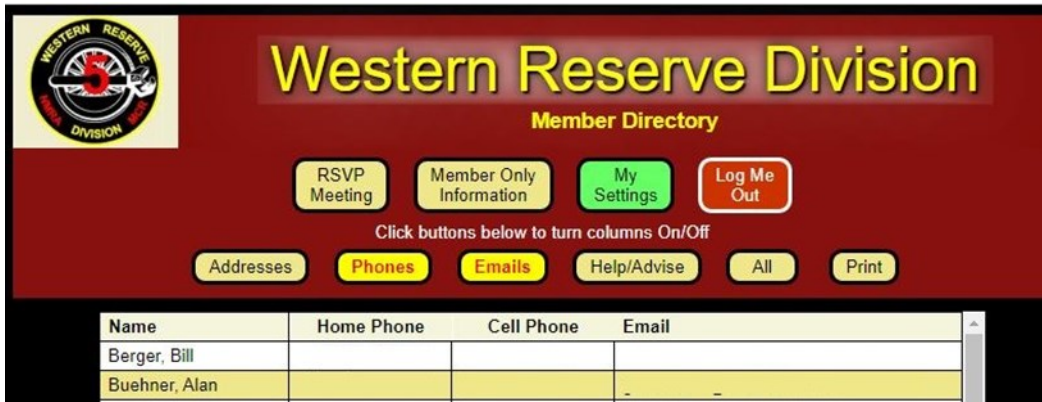 WESTERN RESERVE
5
NMRA DIVISION MCR
Western Reserve Division
Member Directory
RSVP Meeting
Member Only Information
My Settings
Log Me Out
Click buttons below to turn columns On/Off
Addresses Phones Emails Help/Advise All Print
Name Home Phone Cell Phone Email
Berger, Bill
Buehner, Alan